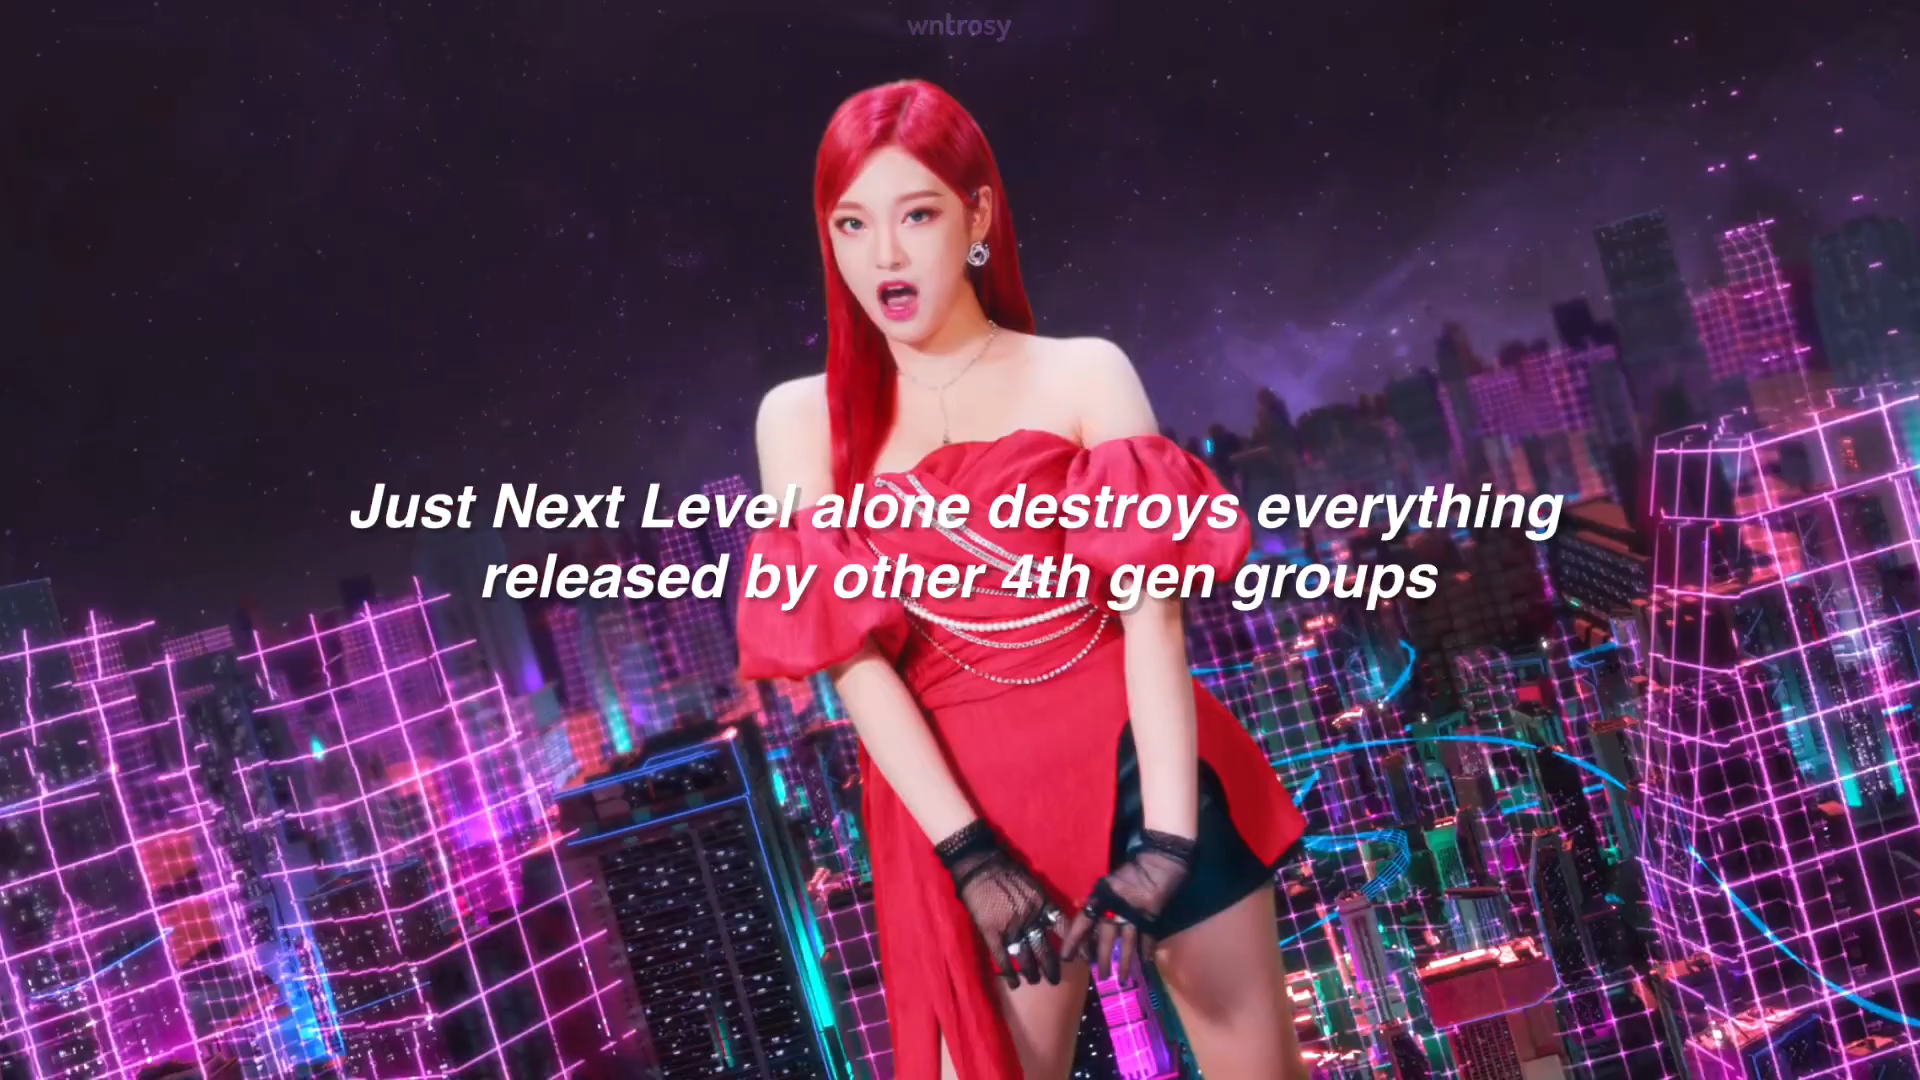 wntrosy
Just Next Level alone destroys everything
released by other 4th gen groups